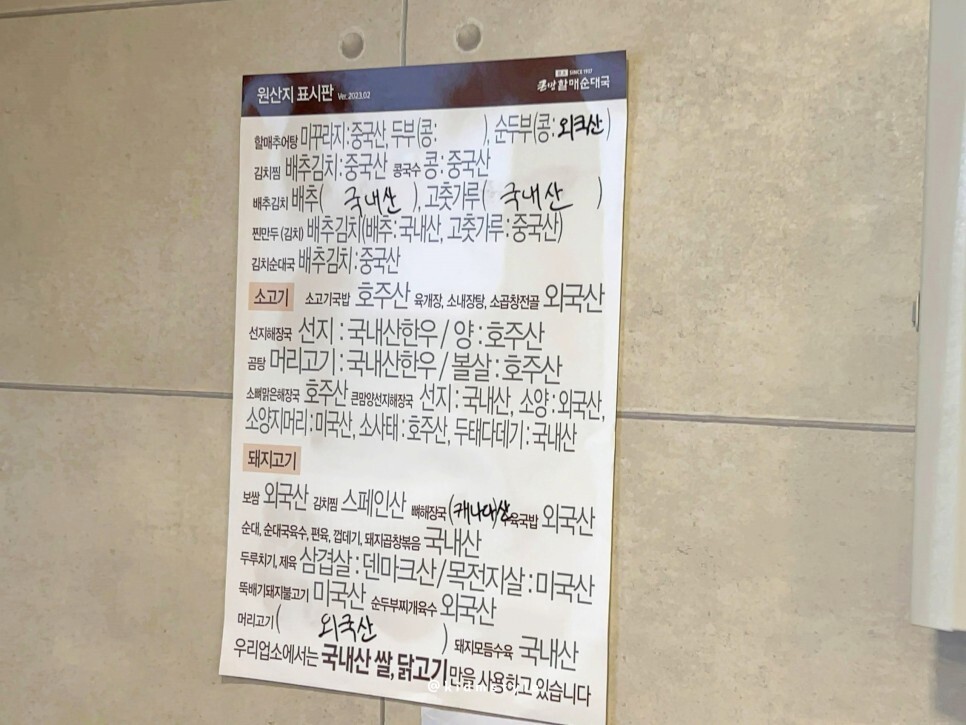 원산지 표시판 Ver.2023.02
SINCE 1957 할매순대국
할매추어탕 미꾸라지:중국산, 두부(콩: ), 순두부(콩:외국산)
김치찜 배추김치:중국산 콩국수 콩:중국산
배추김치 배추( 국내산 ), 고춧가루( 국내산 )
찐만두 (김치) 배추김치(배추:국내산, 고춧가루:중국산)
김치순대국 배추김치:중국산
소고기 소고기국밥 호주산 육개장, 소내장탕, 소곱창전골 외국산
선지해장국 선지 : 국내산한우 / 양 : 호주산
곰탕 머리고기 : 국내산한우 / 볼살 : 호주산
소뼈맑은해장국 호주산 큰맘양선지해장국 선지 : 국내산, 소양 : 외국산,
소양지머리 : 미국산, 소사태 : 호주산, 두태다데기 : 국내산
돼지고기
보쌈 외국산 김치찜 스페인산 뼈해장국 (캐나다산 수육국밥 외국산
순대, 순대국육수, 편육, 껍데기, 돼지곱창볶음 국내산
두루치기, 제육 삼겹살 : 덴마크산 / 목전지살 : 미국산
뚝배기돼지불고기 미국산 순두부찌개육수 외국산
머리고기( 외국산 ) 돼지모듬수육 국내산
우리업소에서는 국내산 쌀, 닭고기만을 사용하고 있습니다